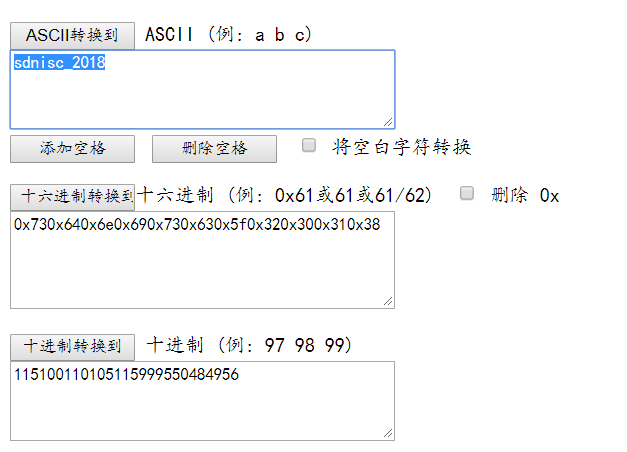 ASCII转换到 ASCII (例: a b c)
sdnisc_2018
添加空格 删除空格 将空白字符转换
十六进制转换到 十六进制 (例: 0x61或61或61/62) 删除 0x
0x730x640x6e0x690x730x630x5f0x320x300x310x38
十进制转换到 十进制 (例: 97 98 99)
115100110105115999550484956